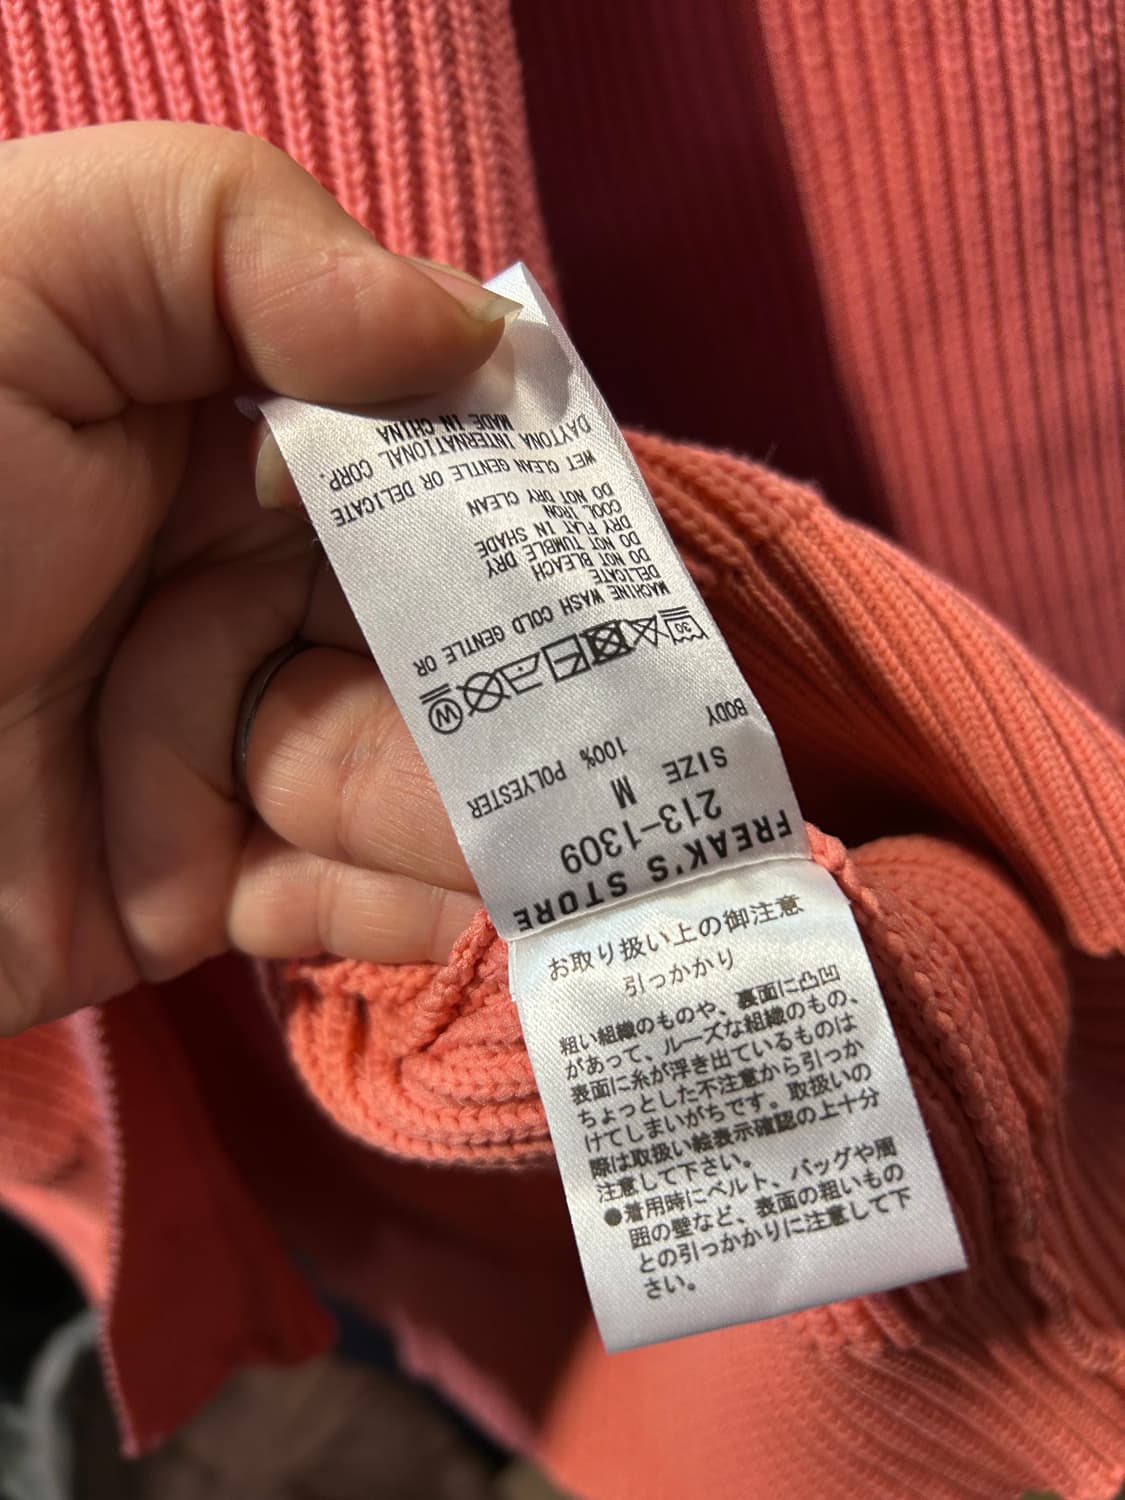 FREAK'S STORE
213-1309
SIZE M
BODY 100% POLYESTER
30
W
MACHINE WASH COLD GENTLE OR
DELICATE
DO NOT BLEACH
DO NOT TUMBLE DRY
DRY FLAT IN SHADE
COOL IRON
DO NOT DRY CLEAN
WET CLEAN GENTLE OR DELICATE
DAYTONA INTERNATIONAL CORP.
MADE IN CHINA
お取り扱い上の御注意
引っかかり
粗い組織のものや、裏面に凸凹
があって、ルーズな組織のもの、
表面に糸が浮き出ているものは
ちょっとした不注意から引っか
けてしまいがちです。取扱いの
際は取扱い絵表示確認の上十分
注意して下さい。
●着用時にベルト、バッグや周
囲の壁など、表面の粗いもの
との引っかかりに注意して下
さい。